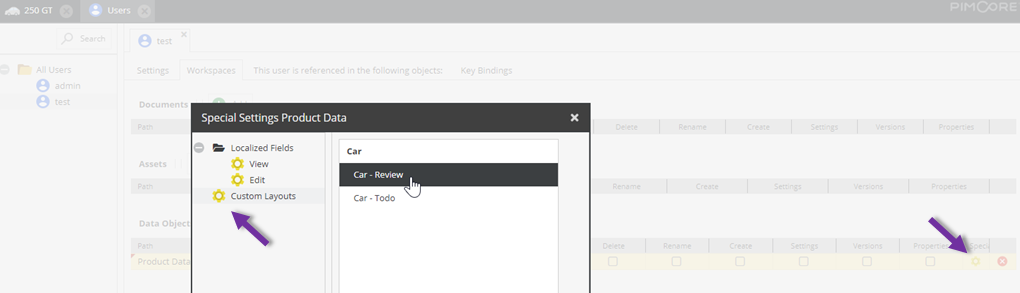 250 GT Users PIMCORE
Search test
All Users
admin
test
Settings Workspaces This user is referenced in the following objects: Key Bindings
Documents
Path Delete Rename Create Settings Versions Properties
Special Settings Product Data
Localized Fields
View
Edit
Custom Layouts
Car
Car - Review
Car - Todo
Assets
Path Rename Create Settings Versions Properties
Data Object
Path Delete Rename Create Settings Versions Properties Speci
Product Data